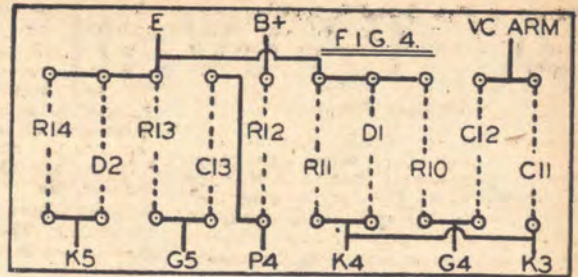 E B+ VC ARM
FIG. 4.
R14 R13 R12 D1 C12
D2 C13 R11 R10 C11
K5 G5 P4 K4 G4 K3